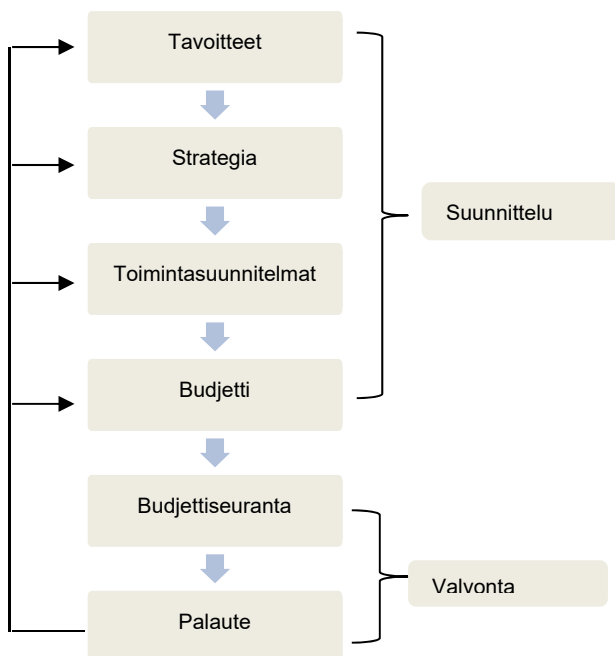 Tavoitteet
Strategia
Suunnittelu
Toimintasuunnitelmat
Budjetti
Budjettiseuranta
Valvonta
Palaute